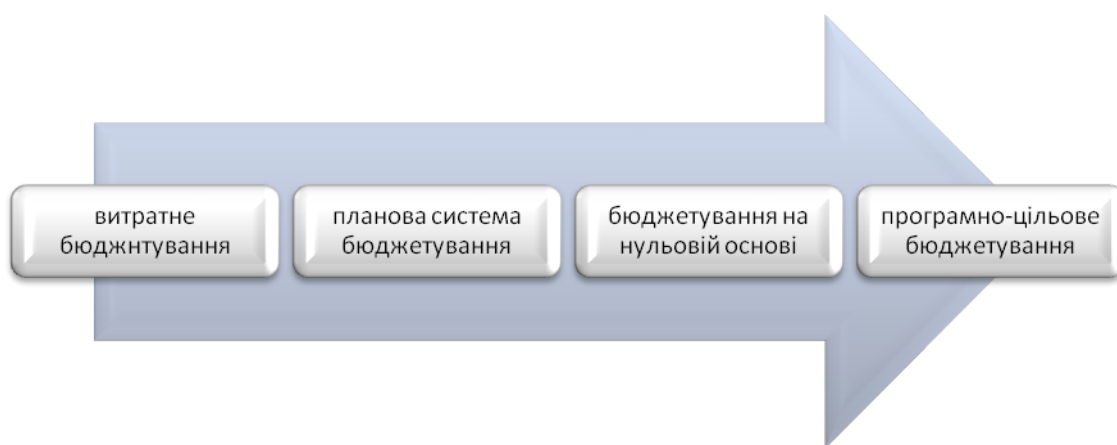 витратне
бюджнтування
планова система
бюджетування
бюджетування на
нульовій основі
програмно-цільове
бюджетування